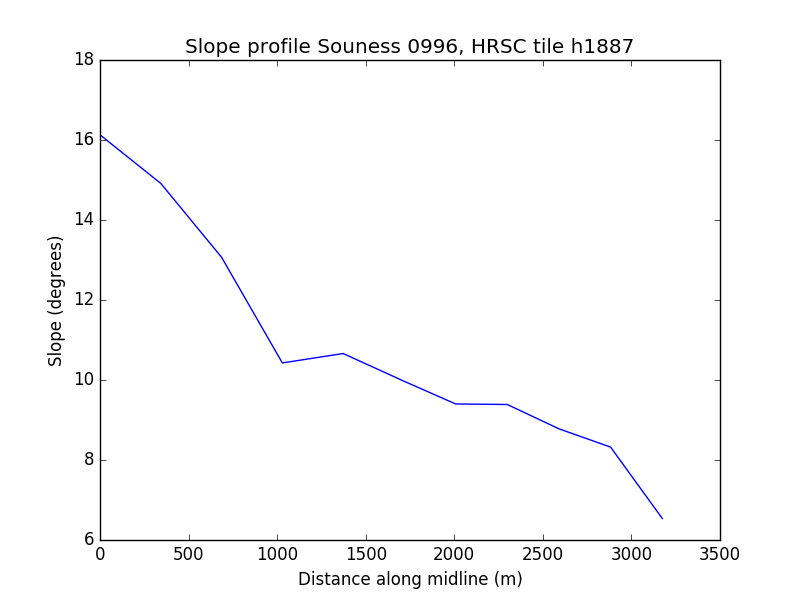 Slope profile Souness 0996, HRSC tile h1887
18
16
14
12
10
8
6
Slope (degrees)
0 500 1000 1500 2000 2500 3000 3500
Distance along midline (m)